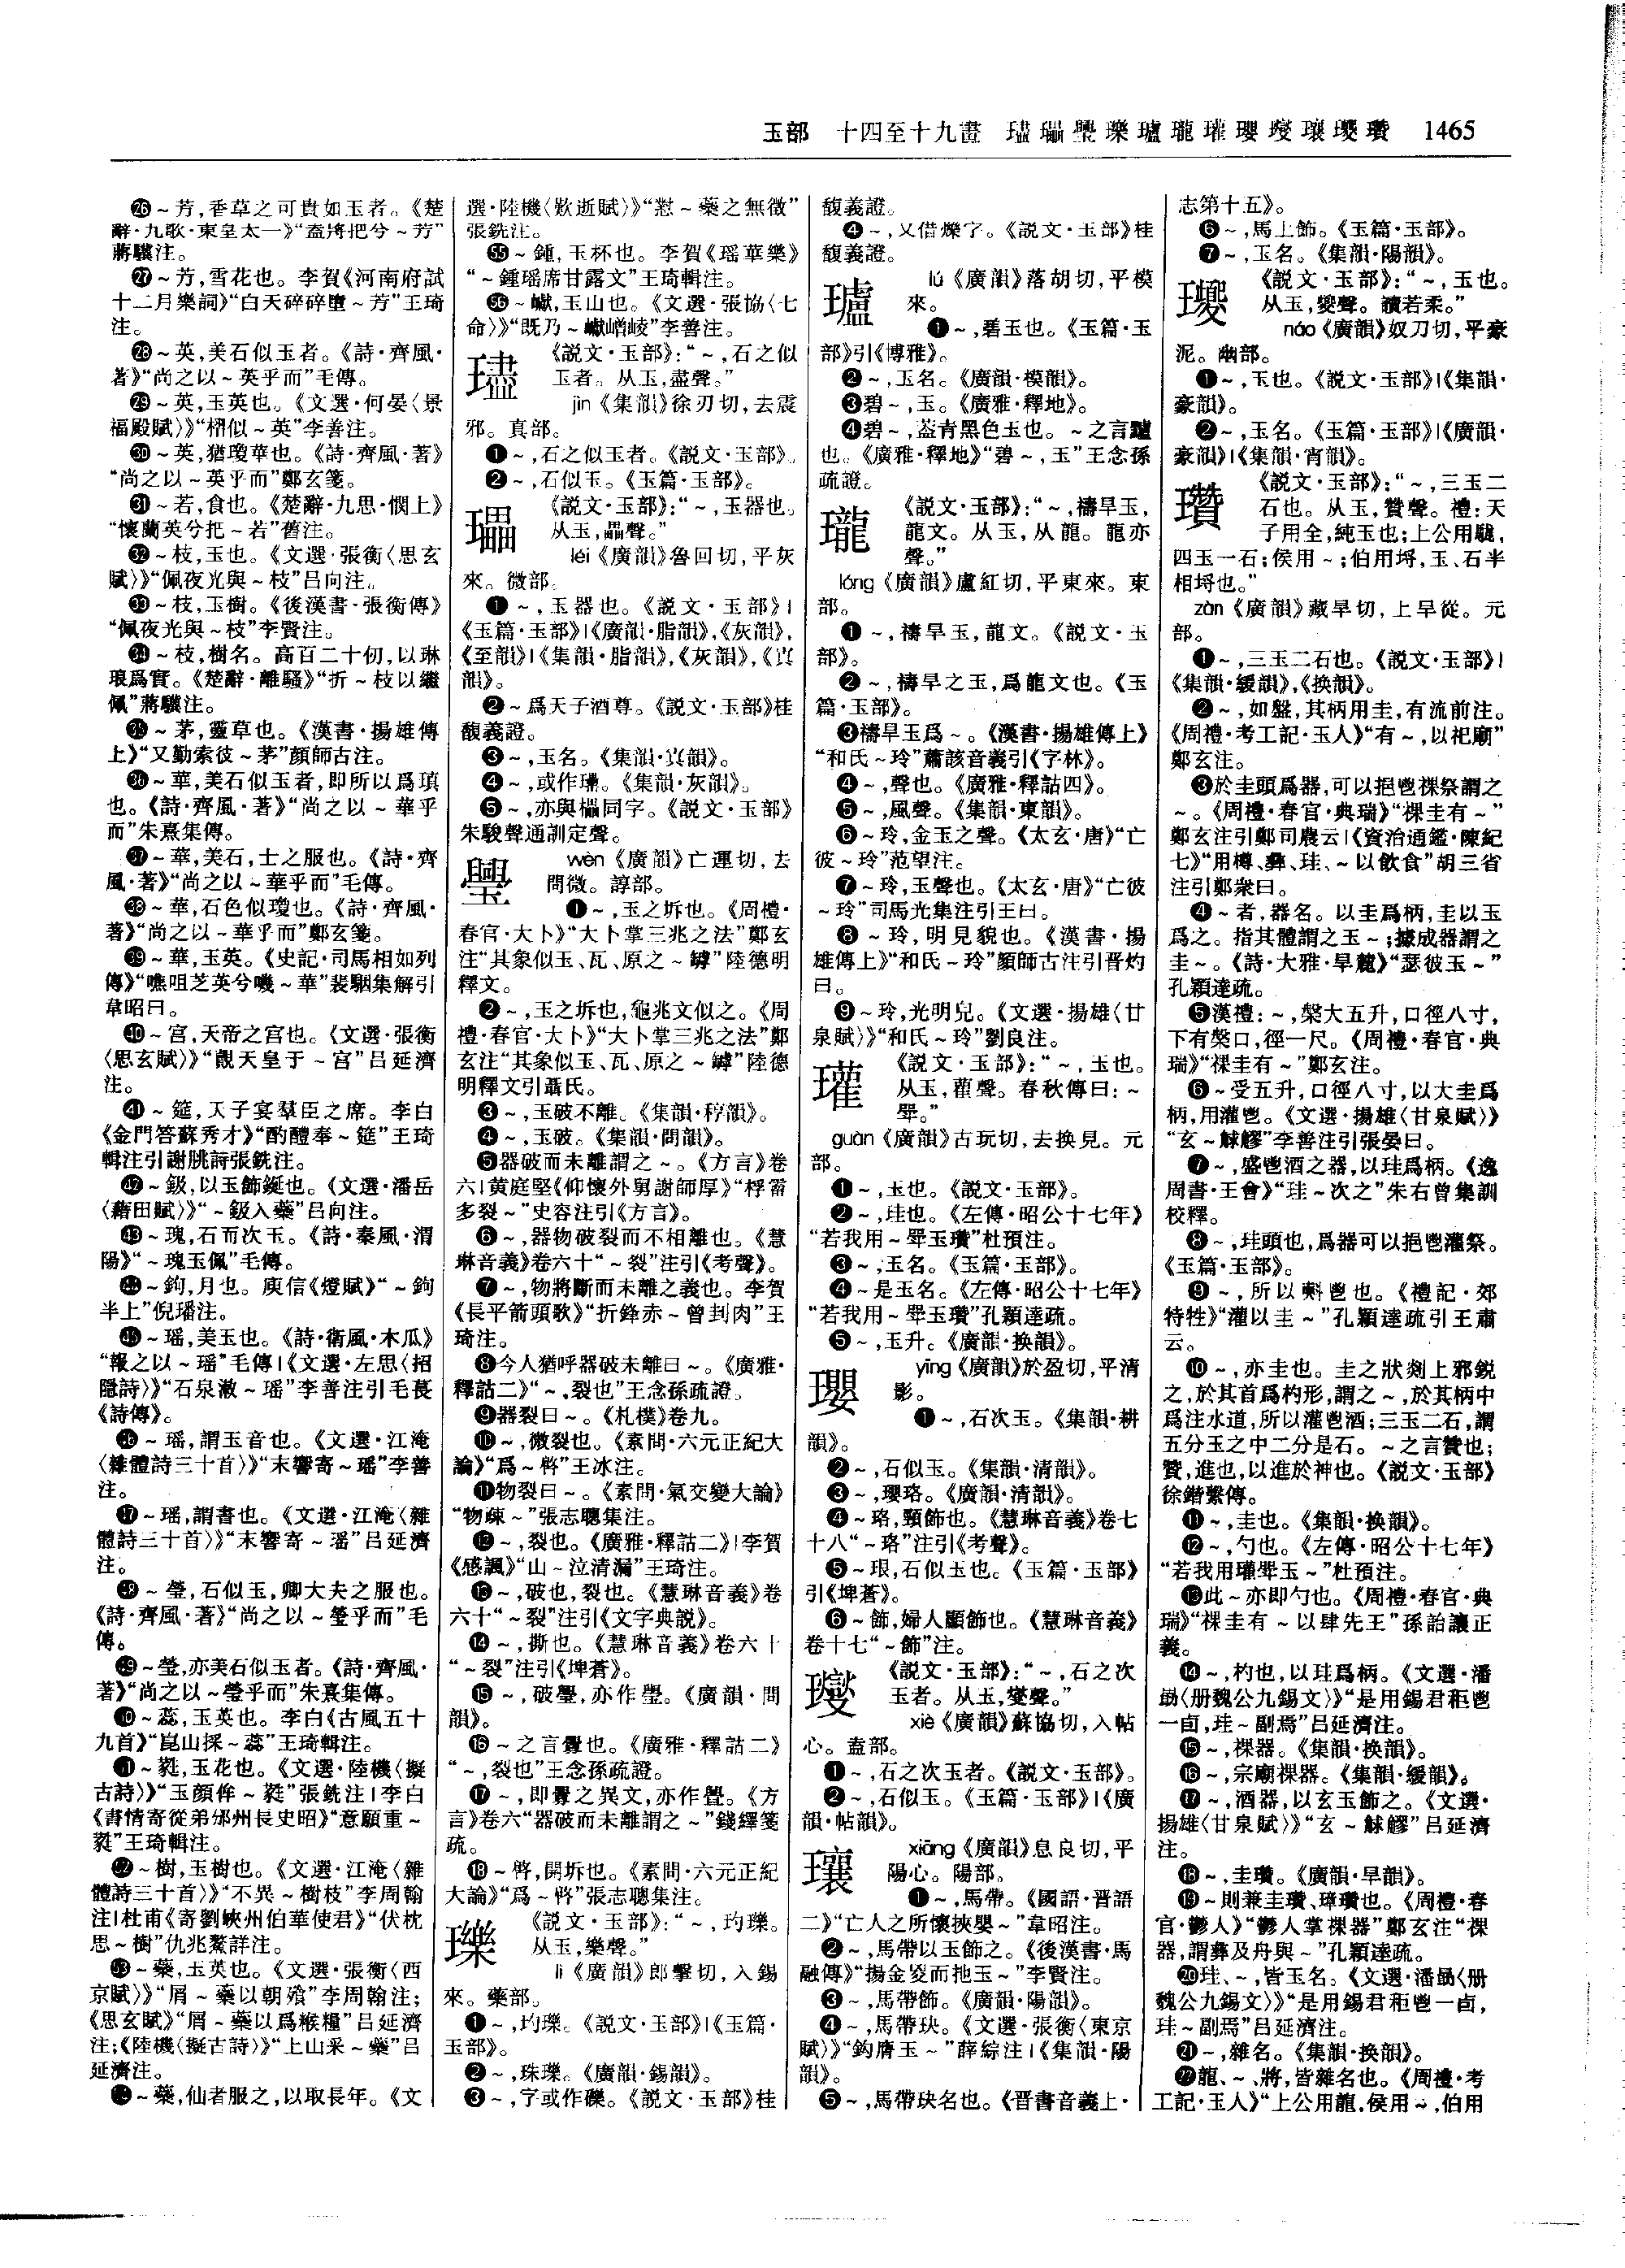 玉部　十四至十九畫　璶瓃璺瓅瓐瓏瓘瓔𤫉瓖瓇瓚　1465
㉖～芳,香草之可貴如玉者。《楚
辭·九歌·東皇太一》“盍將把兮～芳”
蔣驥注。
㉗～芳,雪花也。李賀《河南府試
十二月樂詞》“白天碎碎墮～芳”王琦
注。
㉘～英,美石似玉者。《詩·齊風·
著》“尚之以～英乎而”毛傳。
㉙～英,玉英也。《文選·何晏〈景
福殿賦〉》“楷似～英”李善注。
㉚～英,猶瓊華也。《詩·齊風·著》
“尚之以～英乎而”鄭玄箋。
㉛～若,食也。《楚辭·九思·憫上》
“懷蘭英兮把～若”舊注。
㉜～枝,玉也。《文選·張衡〈思玄
賦〉》“佩夜光與～枝”吕向注。
㉝～枝,玉樹。《後漢書·張衡傳》
“佩夜光與～枝”李賢注。
㉞～枝,樹名。高百二十仞,以琳
琅爲實。《楚辭·離騷》“折～枝以繼
佩”蔣驥注。
㉟～茅,靈草也。《漢書·揚雄傳
上》“又勤索彼～茅”顏師古注。
㊱～華,美石似玉者,即所以爲瑱
也。《詩·齊風·著》“尚之以～華乎
而”朱熹集傳。
㊲～華,美石,士之服也。《詩·齊
風·著》“尚之以～華乎而”毛傳。
㊳～華,石色似瓊也。《詩·齊風·
著》“尚之以～華乎而”鄭玄箋。
㊴～華,玉英。《史記·司馬相如列
傳》“噍咀芝英兮嘰～華”裴駰集解引
韋昭曰。
㊵～宫,天帝之宫也。《文選·張衡
〈思玄賦〉》“覿天皇于～宫”吕延濟
注。
㊶～筵,天子宴羣臣之席。李白
《金門答蘇秀才》“酌醴奉～筵”王琦
輯注引謝朓詩張銑注。
㊷～鈒,以玉飾鋋也。《文選·潘岳
〈藉田賦〉》“～鈒入蘂”吕向注。
㊸～瑰,石而次玉。《詩·秦風·渭
陽》“～瑰玉佩”毛傳。
㊹～鉤,月也。庾信《燈賦》“～鉤
半上”倪璠注。
㊺～瑶,美玉也。《詩·衛風·木瓜》
“報之以～瑶”毛傳|《文選·左思〈招
隱詩〉》“石泉漱～瑶”李善注引毛萇
《詩傳》。
㊻～瑶,謂玉音也。《文選·江淹
〈雜體詩三十首〉》“末響寄～瑶”李善
注。
㊼～瑶,謂書也。《文選·江淹〈雜
體詩三十首〉》“末響寄～瑶”吕延濟
注。
㊽～瑩,石似玉,卿大夫之服也。
《詩·齊風·著》“尚之以～瑩乎而”毛
傳。
㊾～瑩,亦美石似玉者。《詩·齊風·
著》“尚之以～瑩乎而”朱熹集傳。
㊿～蕊,玉英也。李白《古風五十
九首》“崑山採～蕊”王琦輯注。
51～蕤,玉花也。《文選·陸機〈擬
古詩〉》“玉顏侔～蕤”張銑注|李白
《書情寄從弟邠州長史昭》“意願重～
蕤”王琦輯注。
52～樹,玉樹也。《文選·江淹〈雜
體詩三十首〉》“不異～樹枝”李周翰
注|杜甫《寄劉峽州伯華使君》“伏枕
思～樹”仇兆鰲詳注。
53～蘂,玉英也。《文選·張衡〈西
京賦〉》“屑～蘂以朝飱”李周翰注;
《思玄賦》“屑～蘂以爲糇糧”吕延濟
注;《陸機〈擬古詩〉》“上山采～蘂”吕
延濟注。
54～蘂,仙者服之,以取長年。《文
選·陸機〈歎逝賦〉》“懟～蘂之無徵”
張銑注。
55～鍾,玉杯也。李賀《瑶華樂》
“～鍾瑶席甘露文”王琦輯注。
56～巘,玉山也。《文選·張協〈七
命〉》“既乃～巘嶒崚”李善注。
璶　《説文·玉部》:“～,石之似
玉者。从玉,盡聲。”
jìn《集韻》徐刃切,去震
邪。真部。
❶～,石之似玉者。《説文·玉部》。
❷～,石似玉。《玉篇·玉部》。
瓃　《説文·玉部》:“～,玉器也。
从玉,畾聲。”
léi《廣韻》魯回切,平灰
來。微部。
❶～,玉器也。《説文·玉部》|
《玉篇·玉部》|《廣韻·脂韻》,《灰韻》,
《至韻》|《集韻·脂韻》,《灰韻》,《真
韻》。
❷～爲天子酒尊。《説文·玉部》桂
馥義證。
❸～,玉名。《集韻·真韻》。
❹～,或作㻗。《集韻·灰韻》。
❺～,亦與櫑同字。《説文·玉部》
朱駿聲通訓定聲。
璺　wèn《廣韻》亡運切,去
問微。諄部。
❶～,玉之坼也。《周禮·
春官·大卜》“大卜掌三兆之法”鄭玄
注“其象似玉、瓦、原之～罅”陸德明
釋文。
❷～,玉之坼也,龜兆文似之。《周
禮·春官·大卜》“大卜掌三兆之法”鄭
玄注“其象似玉、瓦、原之～罅”陸德
明釋文引聶氏。
❸～,玉破不離。《集韻·稕韻》。
❹～,玉破。《集韻·問韻》。
❺器破而未離謂之～。《方言》卷
六|黄庭堅《仰懷外舅謝師厚》“桴罶
多裂～”史容注引《方言》。
❻～,器物破裂而不相離也。《慧
琳音義》卷六十“～裂”注引《考聲》。
❼～,物將斷而未離之義也。李賀
《長平箭頭歌》“折鋒赤～曾刲肉”王
琦注。
❽今人猶呼器破未離曰～。《廣雅·
釋詁二》“～,裂也”王念孫疏證。
❾器裂曰～。《札樸》卷九。
❿～,微裂也。《素問·六元正紀大
論》“爲～啓”王冰注。
⓫物裂曰～。《素問·氣交變大論》
“物疎～”張志聰集注。
⓬～,裂也。《廣雅·釋詁二》|李賀
《感諷》“山～泣清漏”王琦注。
⓭～,破也,裂也。《慧琳音義》卷
六十“～裂”注引《文字典説》。
⓮～,撕也。《慧琳音義》卷六十
“～裂”注引《埤蒼》。
⓯～,破璺,亦作㼂。《廣韻·問
韻》。
⓰～之言舋也。《廣雅·釋詁二》
“～,裂也”王念孫疏證。
⓱～,即舋之異文,亦作舋。《方
言》卷六“器破而未離謂之～”錢繹箋
疏。
⓲～啓,開坼也。《素問·六元正紀
大論》“爲～啓”張志聰集注。
瓅　《説文·玉部》:“～,玓瓅。
从玉,樂聲。”
lì《廣韻》郎擊切,入錫
來。藥部。
❶～,玓瓅。《説文·玉部》|《玉篇·
玉部》。
❷～,珠瓅。《廣韻·錫韻》。
❸～,字或作礫。《説文·玉部》桂
馥義證。
❹～,又借爍字。《説文·玉部》桂
馥義證。
瓐　lú《廣韻》落胡切,平模
來。
❶～,碧玉也。《玉篇·玉
部》引《博雅》。
❷～,玉名。《廣韻·模韻》。
❸碧～,玉。《廣雅·釋地》。
❹碧～,蓋青黑色玉也。～之言黸
也。《廣雅·釋地》“碧～,玉”王念孫
疏證。
瓏　《説文·玉部》:“～,禱旱玉,
龍文。从玉,从龍。龍亦
聲。”
lóng《廣韻》盧紅切,平東來。東
部。
❶～,禱旱玉,龍文。《説文·玉
部》。
❷～,禱旱之玉,爲龍文也。《玉
篇·玉部》。
❸禱旱玉爲～。《漢書·揚雄傳上》
“和氏～玲”蕭該音義引《字林》。
❹～,聲也。《廣雅·釋詁四》。
❺～,風聲。《集韻·東韻》。
❻～玲,金玉之聲。《太玄·唐》“亡
彼～玲”范望注。
❼～玲,玉聲也。《太玄·唐》“亡彼
～玲”司馬光集注引王曰。
❽～玲,明見貌也。《漢書·揚
雄傳上》“和氏～玲”顏師古注引晋灼
曰。
❾～玲,光明皃。《文選·揚雄〈甘
泉賦〉》“和氏～玲”劉良注。
瓘　《説文·玉部》:“～,玉也。
从玉,雚聲。春秋傳曰:～
斝。”
guàn《廣韻》古玩切,去换見。元
部。
❶～,玉也。《説文·玉部》。
❷～,珪也。《左傳·昭公十七年》
“若我用～斝玉瓚”杜預注。
❸～,玉名。《玉篇·玉部》。
❹～是玉名。《左傳·昭公十七年》
“若我用～斝玉瓚”孔穎達疏。
❺～,玉升。《廣韻·换韻》。
瓔　yīng《廣韻》於盈切,平清
影。
❶～,石次玉。《集韻·耕
韻》。
❷～,石似玉。《集韻·清韻》。
❸～,瓔珞。《廣韻·清韻》。
❹～珞,頸飾也。《慧琳音義》卷七
十八“～珞”注引《考聲》。
❺～珢,石似玉也。《玉篇·玉部》
引《埤蒼》。
❻～飾,婦人顯飾也。《慧琳音義》
卷十七“～飾”注。
𤫉　《説文·玉部》:“～,石之次
玉者。从玉,燮聲。”
xiè《廣韻》蘇協切,入帖
心。盍部。
❶～,石之次玉者。《説文·玉部》。
❷～,石似玉。《玉篇·玉部》|《廣
韻·帖韻》。
瓖　xiāng《廣韻》息良切,平
陽心。陽部。
❶～,馬帶。《國語·晋語
二》“亡人之所懷挾嬰～”韋昭注。
❷～,馬帶以玉飾之。《後漢書·馬
融傳》“揚金㚇而扡玉～”李賢注。
❸～,馬帶飾。《廣韻·陽韻》。
❹～,馬帶玦。《文選·張衡〈東京
賦〉》“鉤膺玉～”薛綜注|《集韻·陽
韻》。
❺～,馬帶玦名也。《晋書音義上·
志第十五》。
❻～,馬上飾。《玉篇·玉部》。
❼～,玉名。《集韻·陽韻》。
瓇　《説文·玉部》:“～,玉也。
从玉,夒聲。讀若柔。”
náo《廣韻》奴刀切,平豪
泥。幽部。
❶～,玉也。《説文·玉部》|《集韻·
豪韻》。
❷～,玉名。《玉篇·玉部》|《廣韻·
豪韻》|《集韻·宵韻》。
瓚　《説文·玉部》:“～,三玉二
石也。从玉,贊聲。禮:天
子用全,純玉也;上公用駹,
四玉一石;侯用～;伯用埒,玉、石半
相埒也。”
zàn《廣韻》藏旱切,上旱從。元
部。
❶～,三玉二石也。《説文·玉部》|
《集韻·緩韻》,《换韻》。
❷～,如盤,其柄用圭,有流前注。
《周禮·考工記·玉人》“有～,以祀廟”
鄭玄注。
❸於圭頭爲器,可以挹鬯祼祭謂之
～。《周禮·春官·典瑞》“祼圭有～”
鄭玄注引鄭司農云|《資治通鑑·陳紀
七》“用樽、彝、珪、～以飲食”胡三省
注引鄭衆曰。
❹～者,器名。以圭爲柄,圭以玉
爲之。指其體謂之玉～;據成器謂之
圭～。《詩·大雅·旱麓》“瑟彼玉～”
孔穎達疏。
❺漢禮:～,槃大五升,口徑八寸,
下有槃口,徑一尺。《周禮·春官·典
瑞》“祼圭有～”鄭玄注。
❻～受五升,口徑八寸,以大圭爲
柄,用灌鬯。《文選·揚雄〈甘泉賦〉》
“玄～觩䚧”李善注引張晏曰。
❼～,盛鬯酒之器,以珪爲柄。《逸
周書·王會》“珪～次之”朱右曾集訓
校釋。
❽～,珪頭也,爲器可以挹鬯灌祭。
《玉篇·玉部》。
❾～,所以㪺鬯也。《禮記·郊
特牲》“灌以圭～”孔穎達疏引王肅
云。
❿～,亦圭也。圭之狀剡上邪鋭
之,於其首爲杓形,謂之～,於其柄中
爲注水道,所以灌鬯酒;三玉二石,謂
五分玉之中二分是石。～之言贊也;
贊,進也,以進於神也。《説文·玉部》
徐鍇繫傳。
⓫～,圭也。《集韻·换韻》。
⓬～,勺也。《左傳·昭公十七年》
“若我用瓘斝玉～”杜預注。
⓭此～亦即勺也。《周禮·春官·典
瑞》“祼圭有～以肆先王”孫詒讓正
義。
⓮～,杓也,以珪爲柄。《文選·潘
勖〈册魏公九錫文〉》“是用錫君秬鬯
一卣,珪～副焉”吕延濟注。
⓯～,祼器。《集韻·换韻》。
⓰～,宗廟祼器。《集韻·緩韻》。
⓱～,酒器,以玄玉飾之。《文選·
揚雄〈甘泉賦〉》“玄～觩䚧”吕延濟
注。
⓲～,圭瓚。《廣韻·旱韻》。
⓳～則兼圭瓚、璋瓚也。《周禮·春
官·鬱人》“鬱人掌祼器”鄭玄注“祼
器,謂彝及舟與～”孔穎達疏。
⓴珪、～,皆玉名。《文選·潘勖〈册
魏公九錫文〉》“是用錫君秬鬯一卣,
珪～副焉”吕延濟注。
㉑～,雜名。《集韻·换韻》。
㉒龍、～、將,皆雜名也。《周禮·考
工記·玉人》“上公用龍,侯用～,伯用